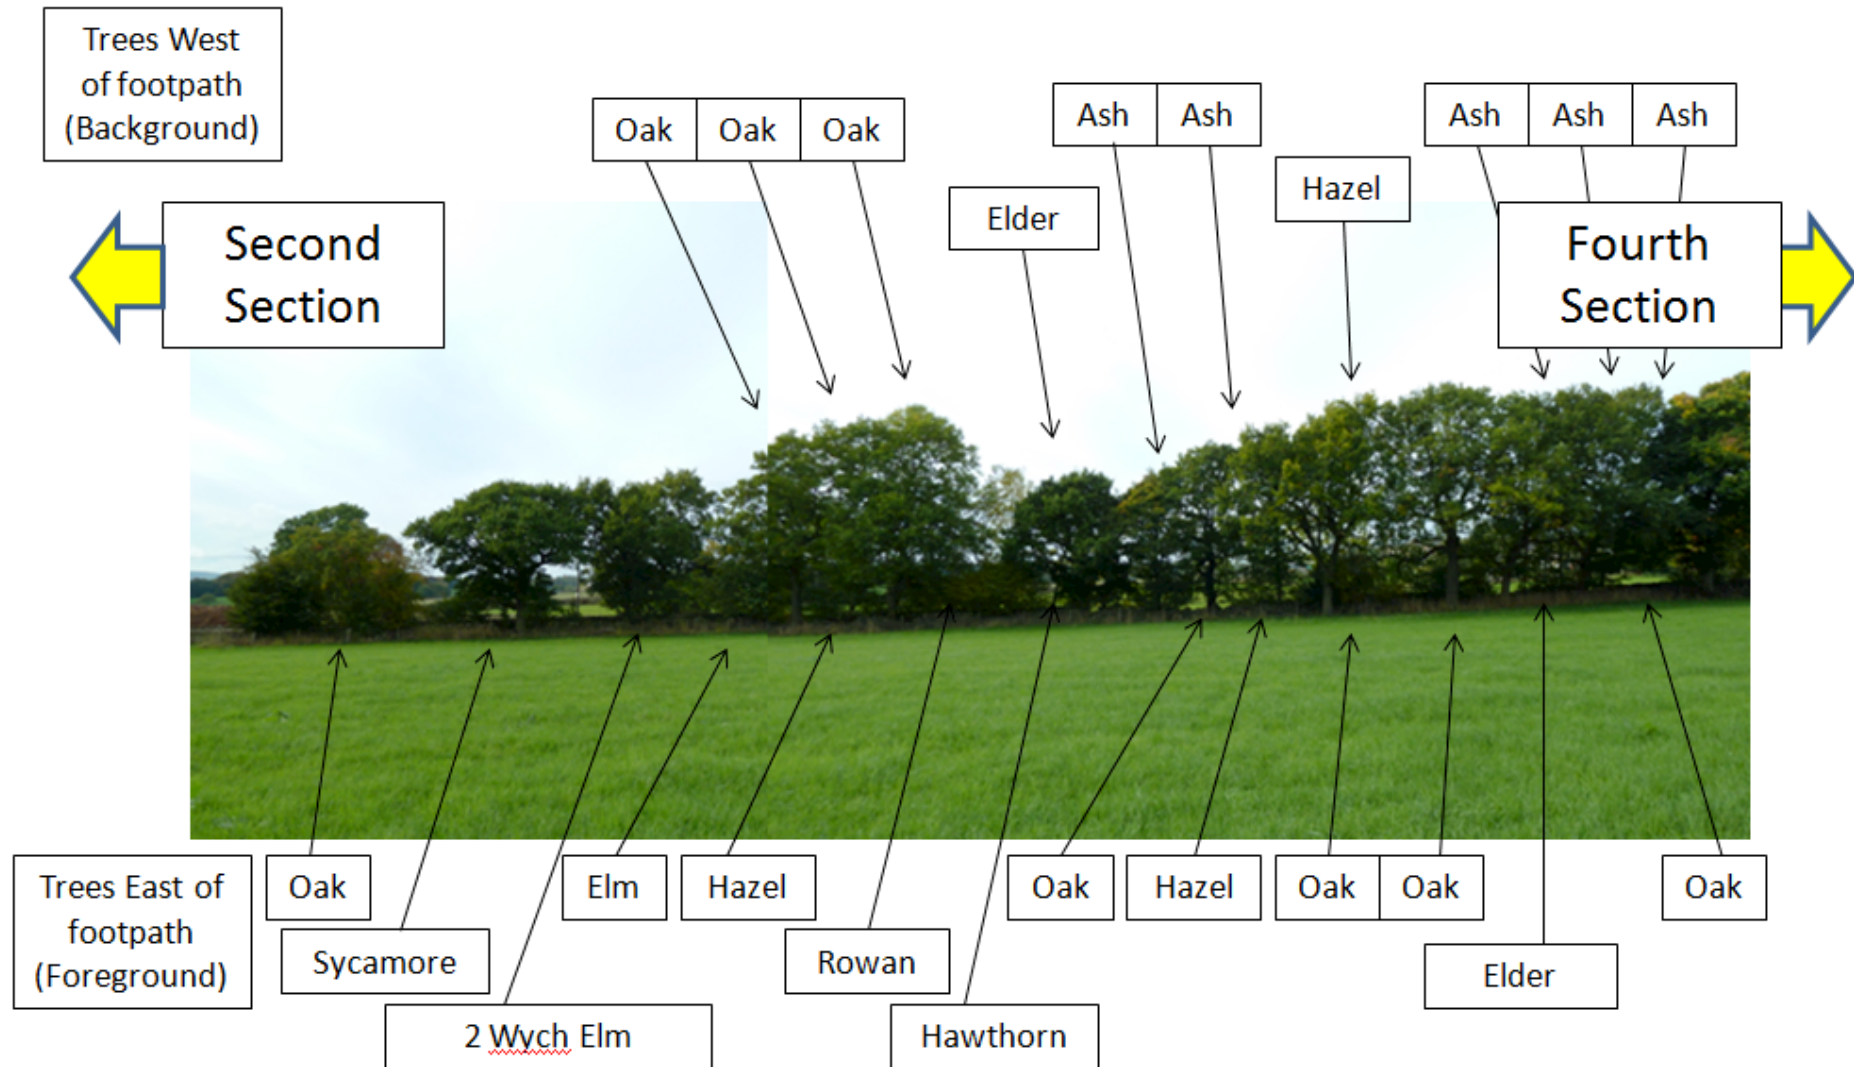 Trees West
of footpath
(Background)
Oak Oak Oak
Ash Ash
Ash Ash Ash
Hazel
Elder
Second
Section
Fourth
Section
Trees East of
footpath
(Foreground)
Oak
Elm
Hazel
Oak
Hazel
Oak Oak
Oak
Sycamore
Rowan
Elder
2 Wych Elm
Hawthorn